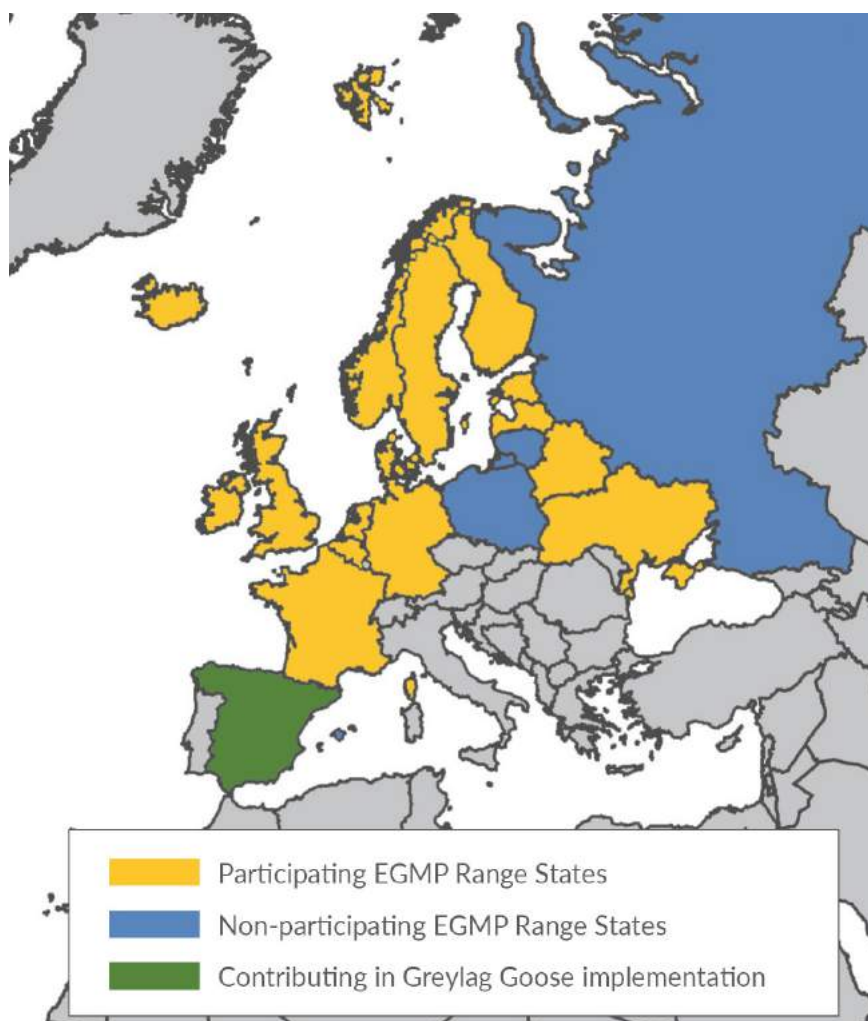 Participating EGMP Range States
Non-participating EGMP Range States
Contributing in Greylag Goose implementation